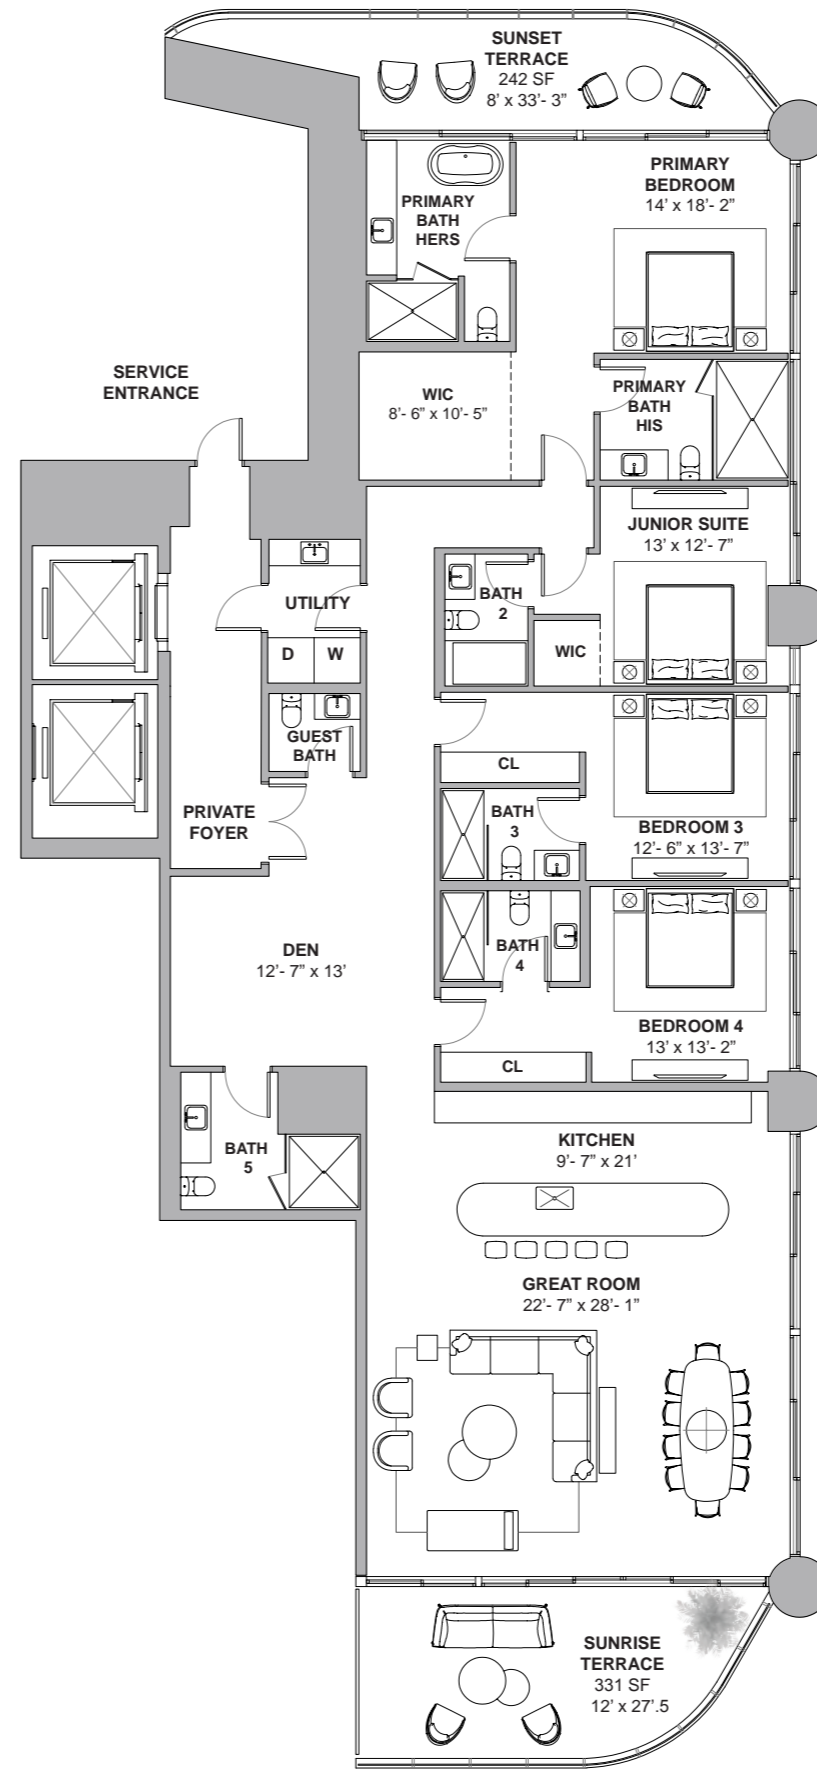 SUNSET
TERRACE
242 SF
8’ x 33’- 3”
PRIMARY
BEDROOM
14’ x 18’- 2”
PRIMARY
BATH
HERS
SERVICE
ENTRANCE
WIC
8’- 6” x 10’- 5”
PRIMARY
BATH
HIS
JUNIOR SUITE
13’ x 12’- 7”
UTILITY
BATH
2
D
W
WIC
GUEST
BATH
CL
PRIVATE
FOYER
BATH
3
BEDROOM 3
12’- 6” x 13’- 7”
DEN
12’- 7” x 13’
BATH
4
BEDROOM 4
13’ x 13’- 2”
CL
BATH
5
KITCHEN
9’- 7” x 21’
GREAT ROOM
22’- 7” x 28’- 1”
SUNRISE
TERRACE
331 SF
12’ x 27’.5